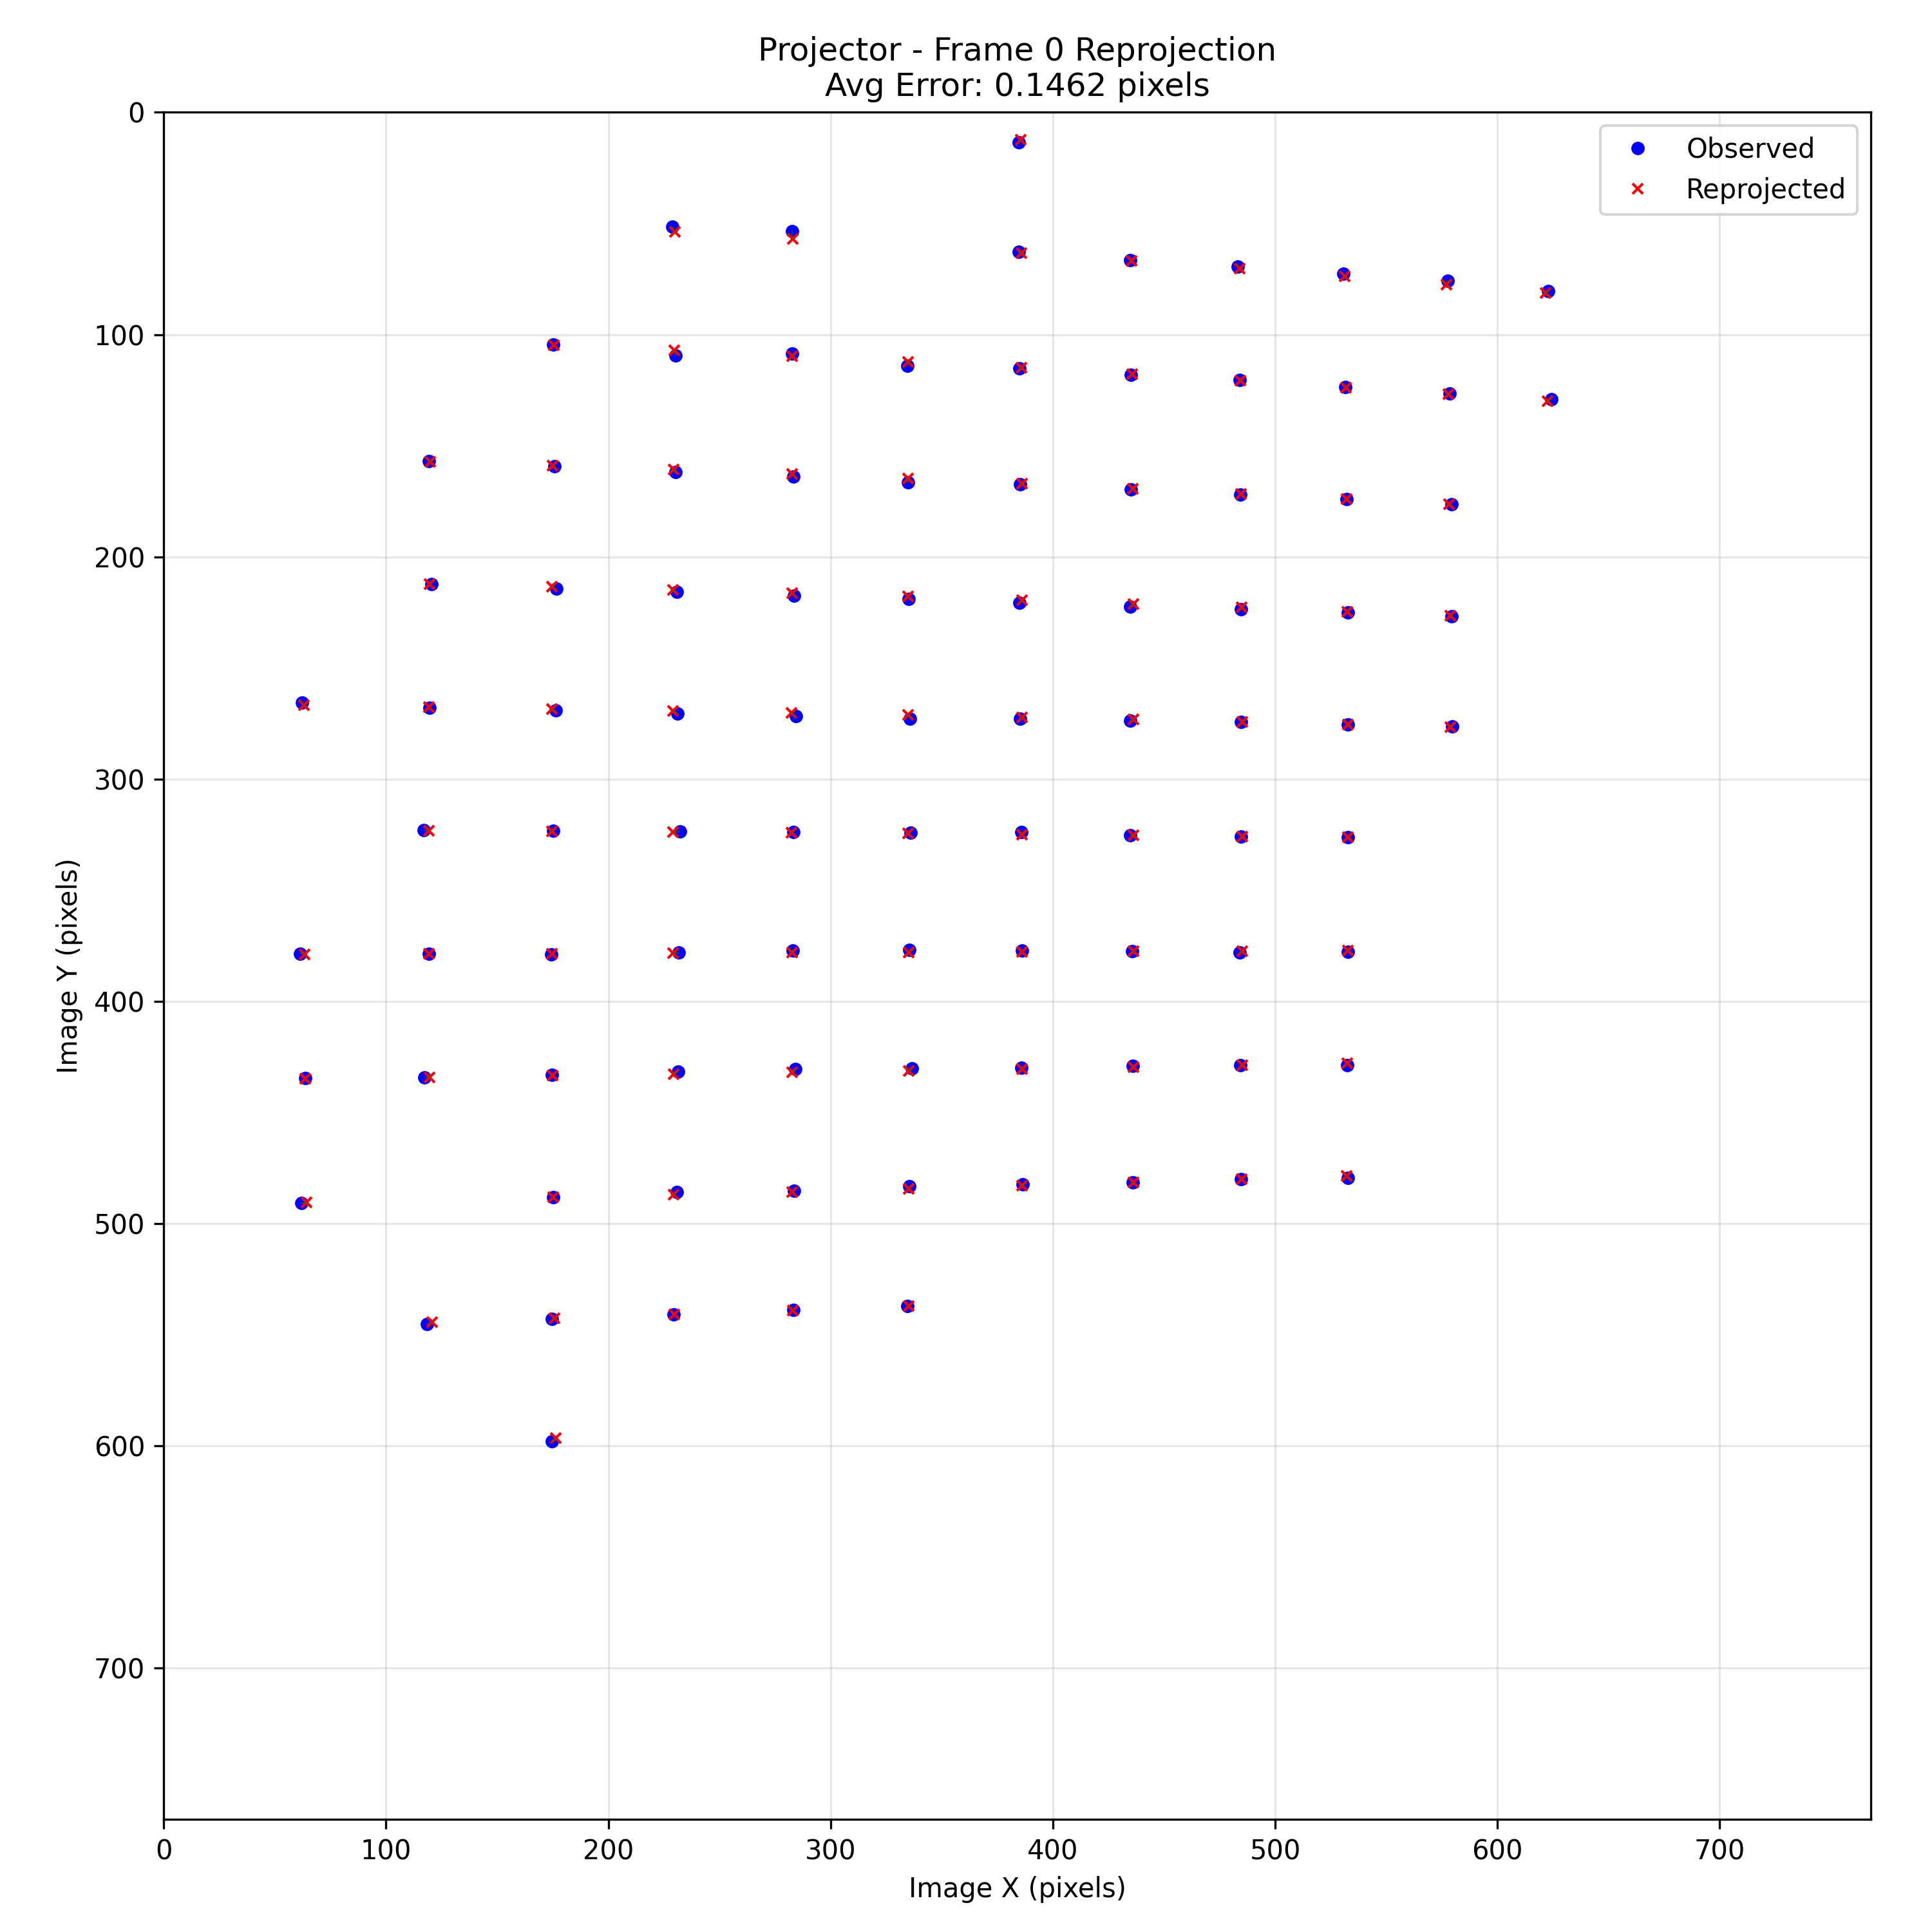 Projector - Frame 0 Reprojection
Avg Error: 0.1462 pixels
Observed
Reprojected
0
100
200
300
400
500
600
700
Image Y (pixels)
0 100 200 300 400 500 600 700
Image X (pixels)